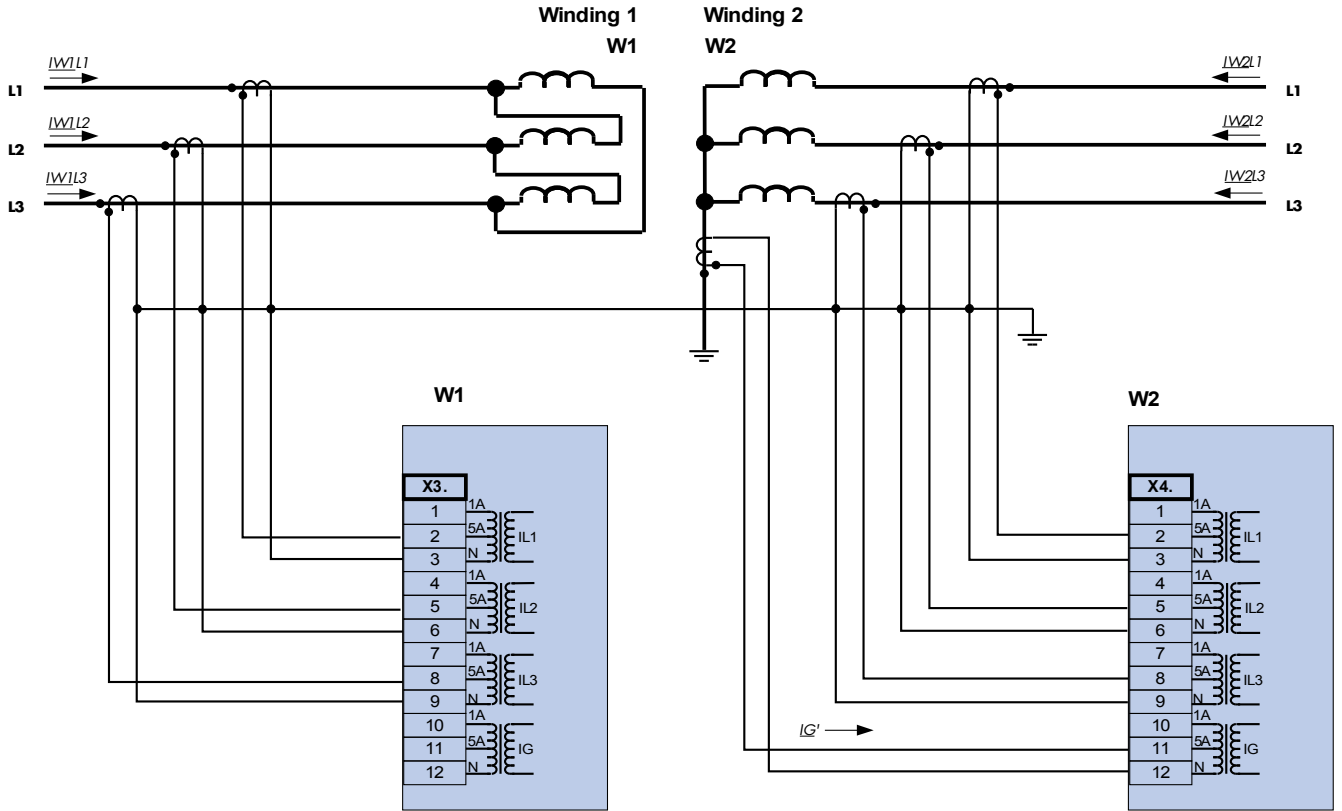 Winding 1 Winding 2
W1 W2
IW1L1 IW2L1
L1 L1
IW1L2 IW2L2
L2 L2
IW1L3 IW2L3
L3 L3
W1
X3.
1 1A
2 5A IL1
3 N
4 1A
5 5A IL2
6 N
7 1A
8 5A IL3
9 N
10 1A
11 5A IG
12 N
W2
X4.
1 1A
2 5A IL1
3 N
4 1A
5 5A IL2
6 N
7 1A
8 5A IL3
9 N
10 1A
IG'
11 5A IG
12 N